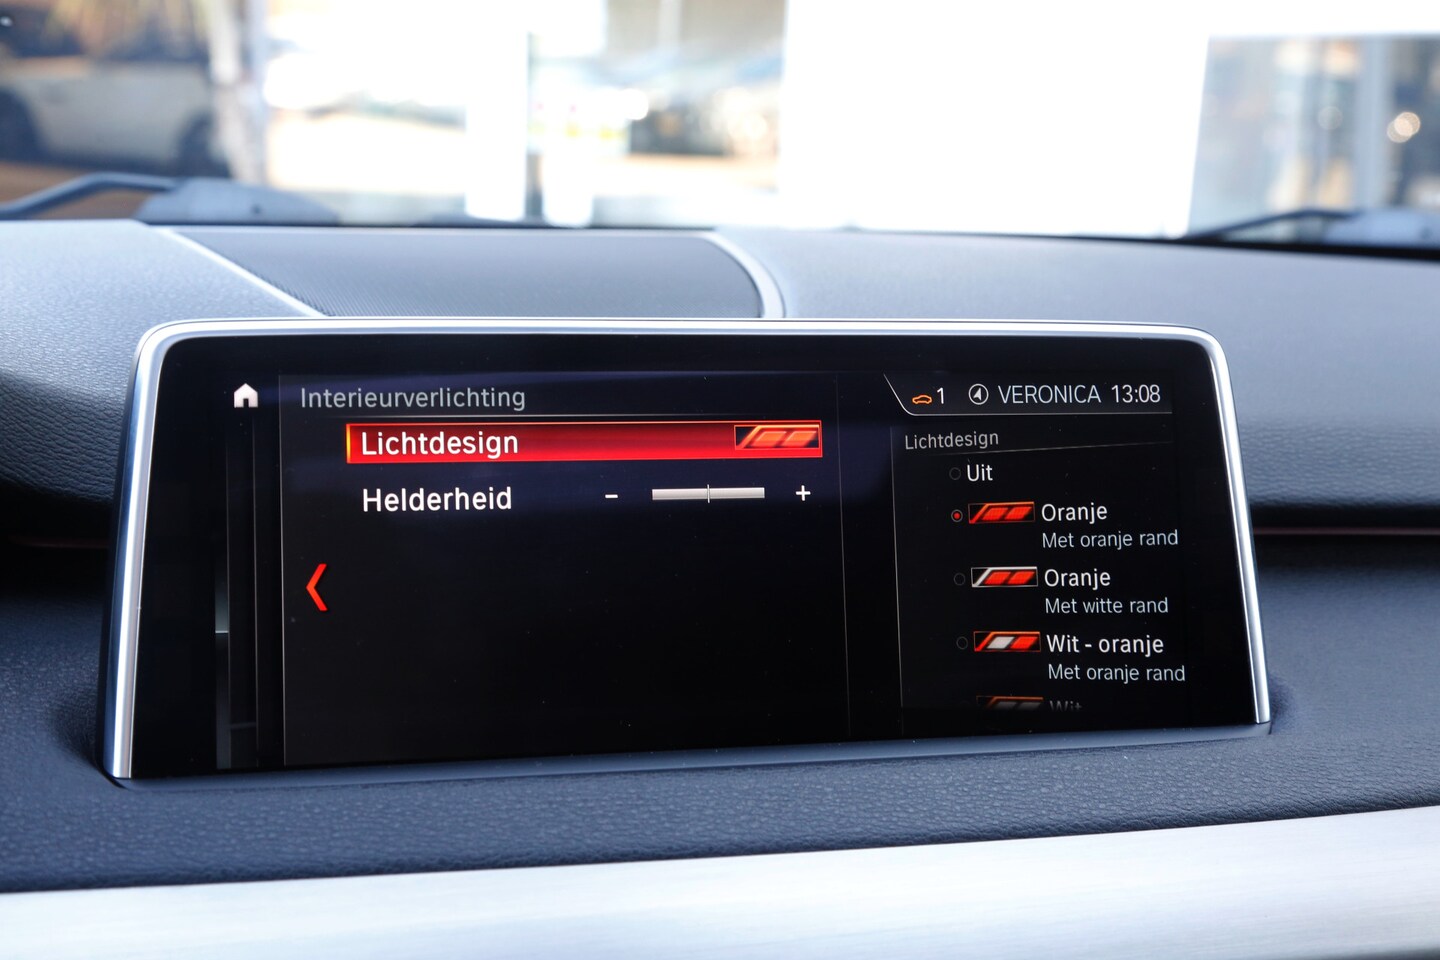 Interieurverlichting
Lichtdesign
Helderheid - +
1 VERONICA 13:08
Lichtdesign
Uit
Oranje
Met oranje rand
Oranje
Met witte rand
Wit - oranje
Met oranje rand
Wit